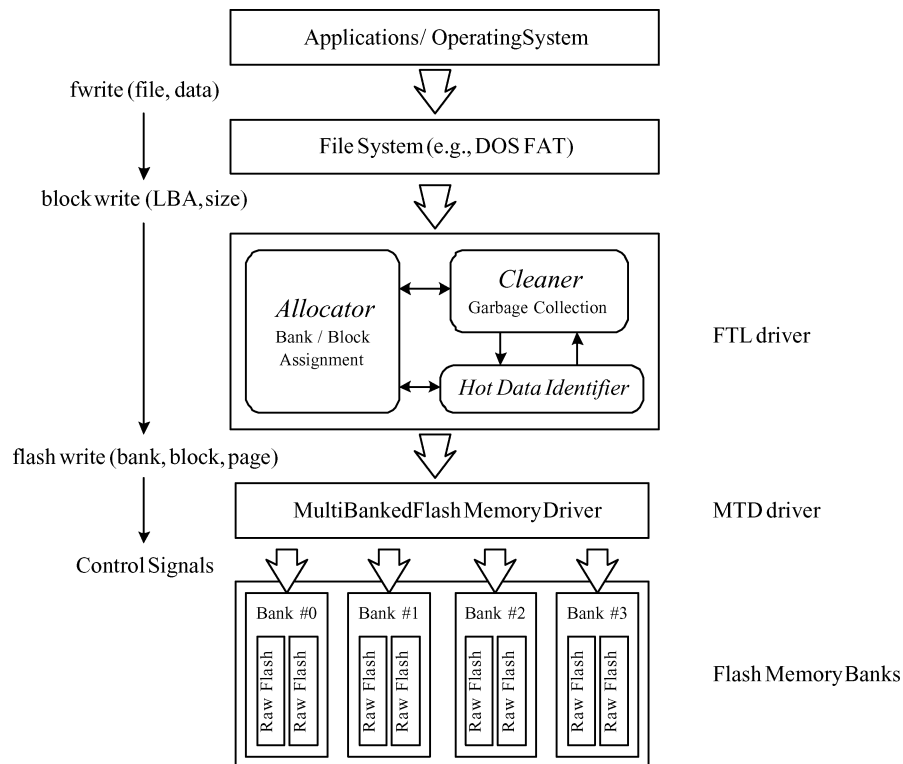 Applications/ OperatingSystem
fwrite (file, data)
File System (e.g., DOS FAT)
block write (LBA, size)
Allocator
Bank / Block
Assignment
Cleaner
Garbage Collection
Hot Data Identifier
FTL driver
flash write (bank, block, page)
MultiBankedFlash Memory Driver
MTD driver
Control Signals
Bank #0
Raw Flash
Raw Flash
Bank #1
Raw Flash
Raw Flash
Bank #2
Raw Flash
Raw Flash
Bank #3
Raw Flash
Raw Flash
Flash Memory Banks